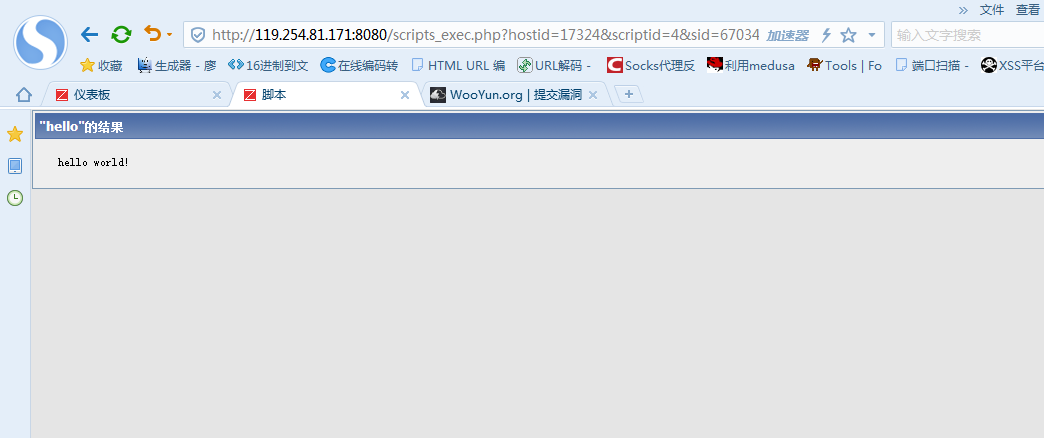 » 文件 查看
http://119.254.81.171:8080/scripts_exec.php?hostid=17324&scriptid=4&sid=67034 加速器 输入文字搜索
收藏 生成器 - 廖 16进制到文 在线编码转 HTML URL 编 URL解码 - Socks代理反 利用medusa Tools | Fo 端口扫描 - XSS平台
仪表板 脚本 WooYun.org | 提交漏洞
"hello"的结果
hello world!